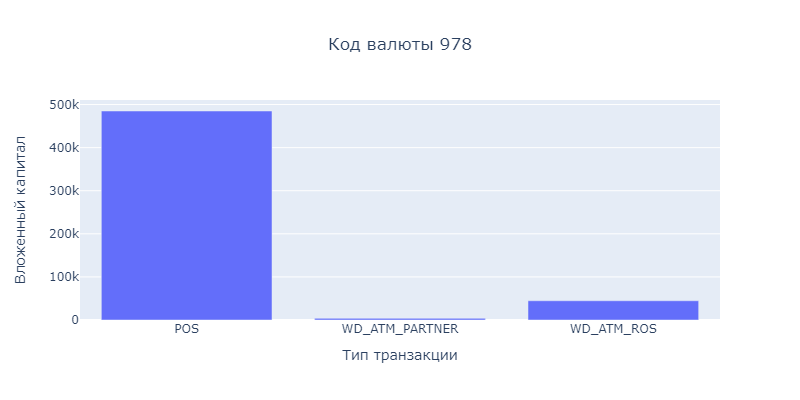 Код валюты 978
Вложенный капитал
500k
400k
300k
200k
100k
0
POS
WD_ATM_PARTNER
WD_ATM_ROS
Тип транзакции